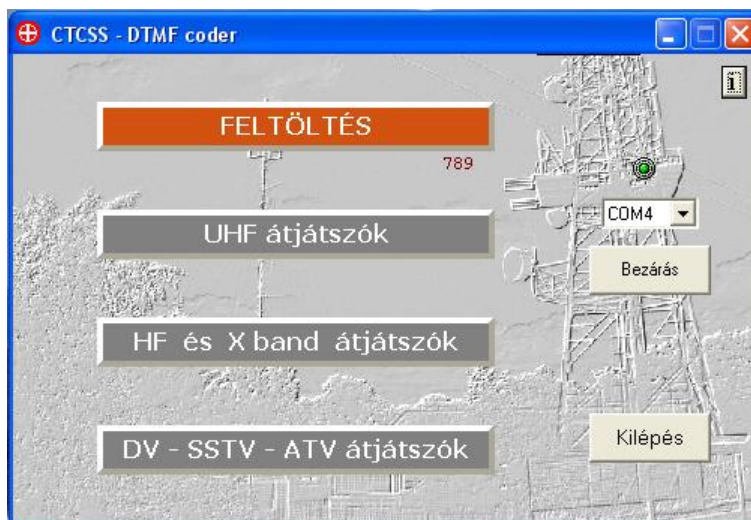 CTCSS - DTMF coder
FELTÖLTÉS
789
UHF átjátszók
COM4
Bezárás
HF és X band átjátszók
DV - SSTV - ATV átjátszók
Kilépés